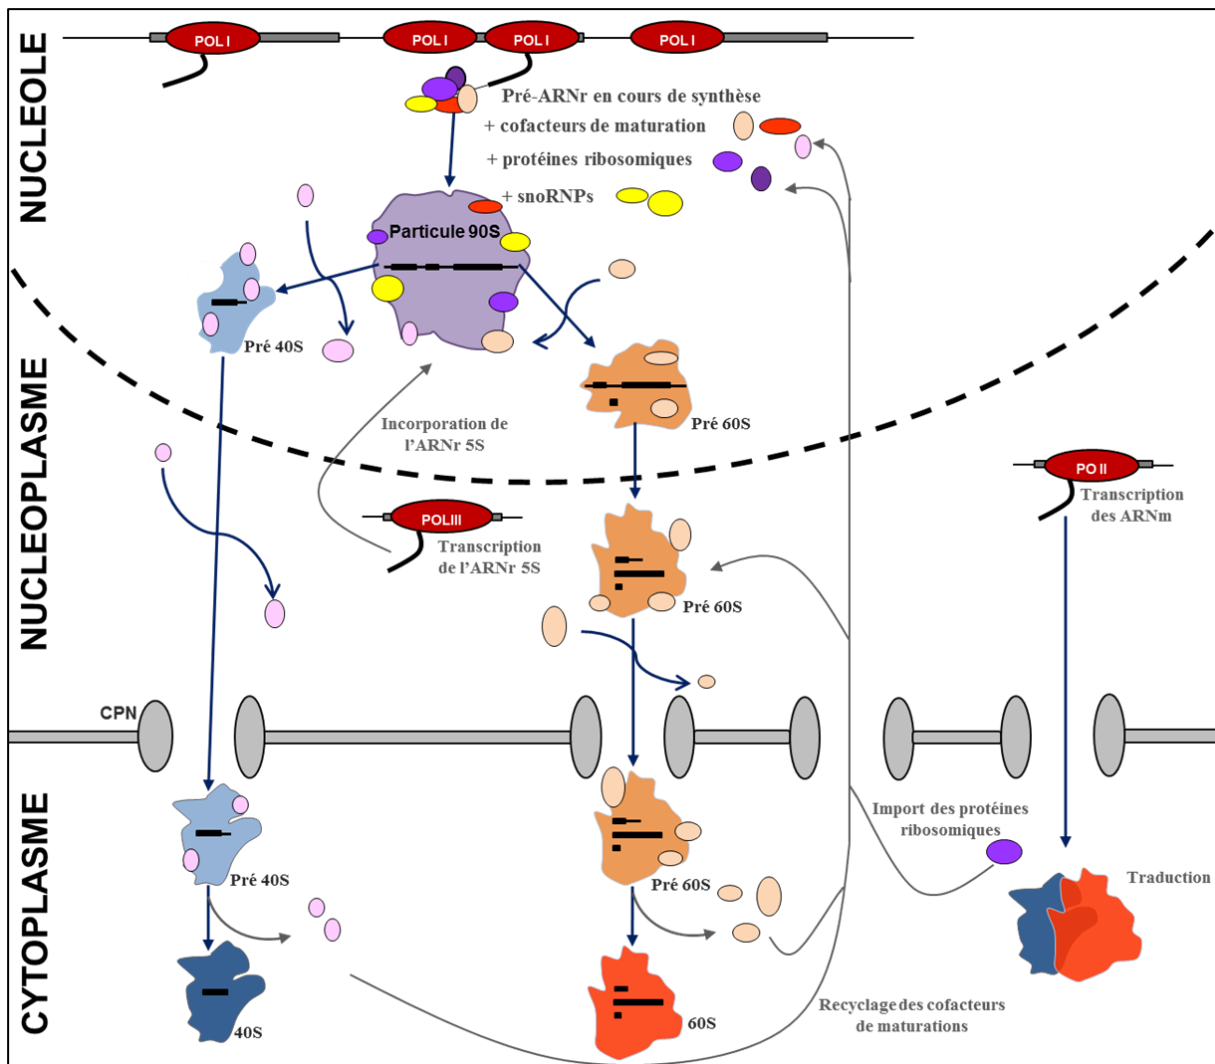 NUCLEOLE
POL I
POL I
POL I
POL I
Pré-ARNr en cours de synthèse
+ cofacteurs de maturation
+ protéines ribosomiques
+ snoRNPs
Particule 90S
Pré 40S
Pré 60S
NUCLEOPLASME
Incorporation de
l'ARNr 5S
POLIII
Transcription
de l'ARNr 5S
PO II
Transcription
des ARNm
Pré 60S
CPN
CYTOPLASME
Pré 40S
Pré 60S
Import des protéines
ribosomiques
Traduction
40S
60S
Recyclage des cofacteurs
de maturations